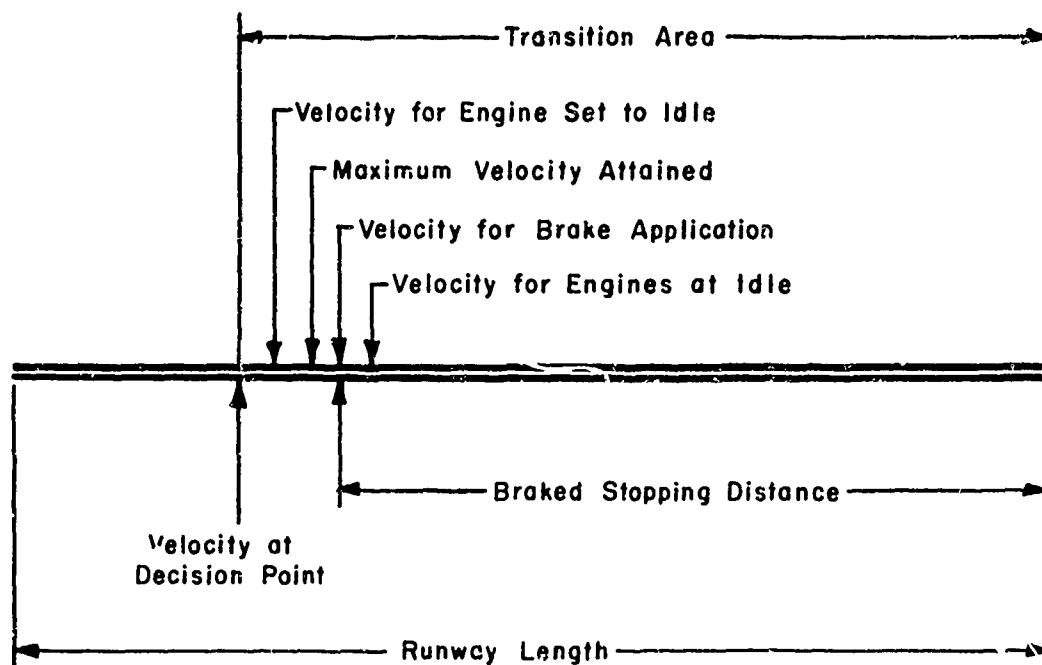 Transition Area
Velocity for Engine Set to Idle
Maximum Velocity Attained
Velocity for Brake Application
Velocity for Engines at Idle
Braked Stopping Distance
Velocity at
Decision Point
Runway Length